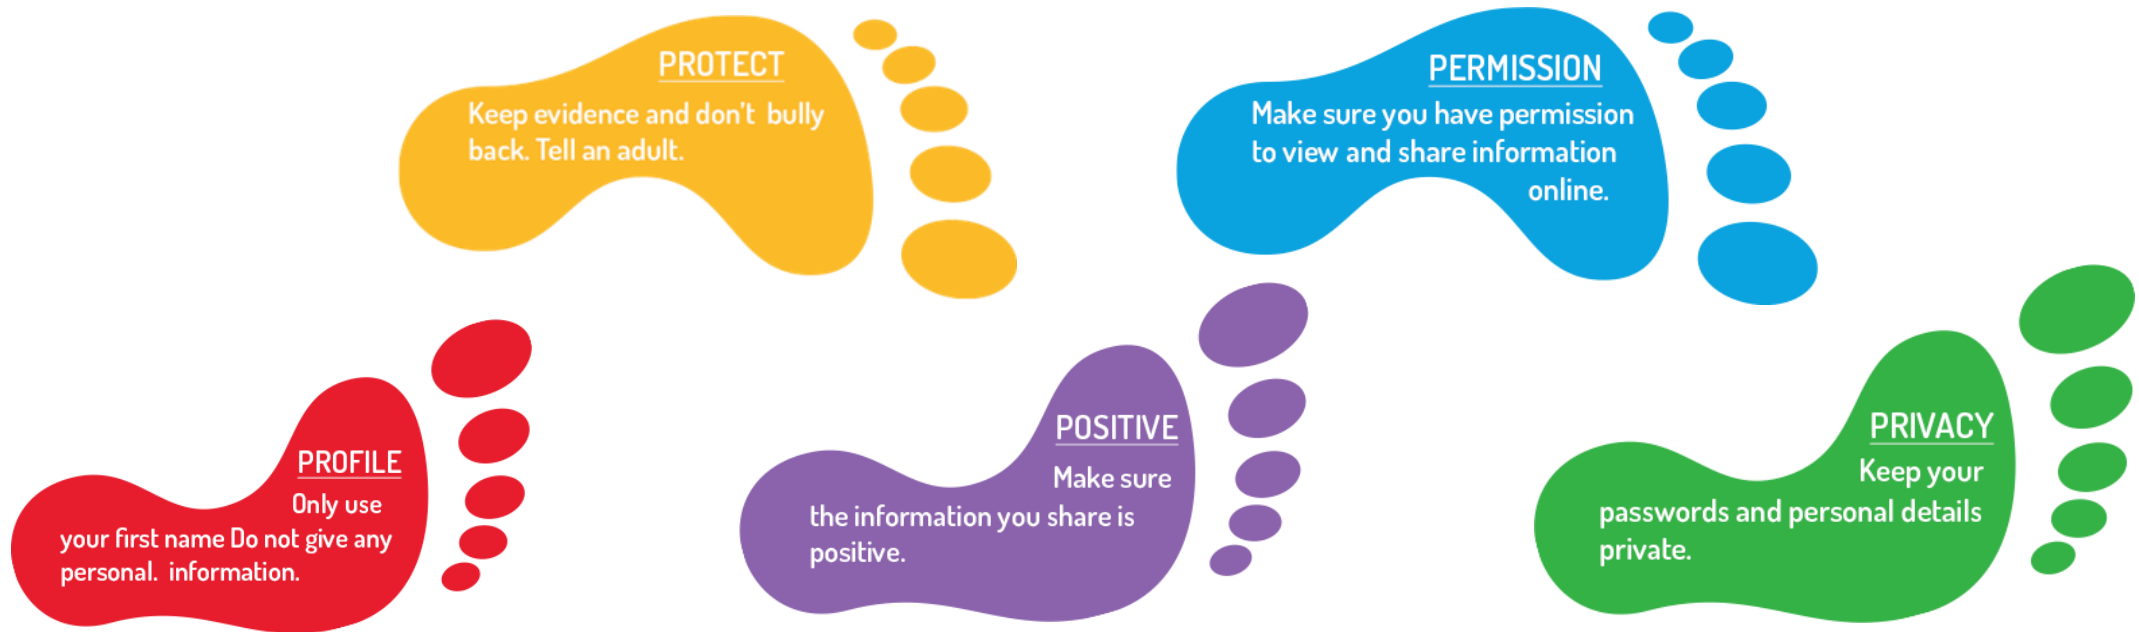 PROTECT
Keep evidence and don't bully
back. Tell an adult.
PERMISSION
Make sure you have permission
to view and share information
online.
PROFILE
Only use
your first name Do not give any
personal. information.
POSITIVE
Make sure
the information you share is
positive.
PRIVACY
Keep your
passwords and personal details
private.